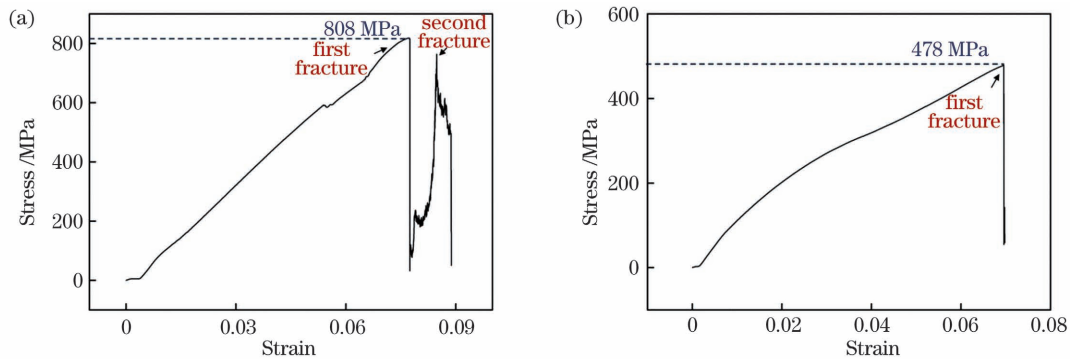 (a)
808 MPa
first
fracture
second
fracture
800
600
400
200
0
Stress /MPa
0
0.03
0.06
0.09
Strain
(b)
600
478 MPa
first
fracture
400
200
0
-200
Stress /MPa
0
0.02
0.04
0.06
0.08
Strain